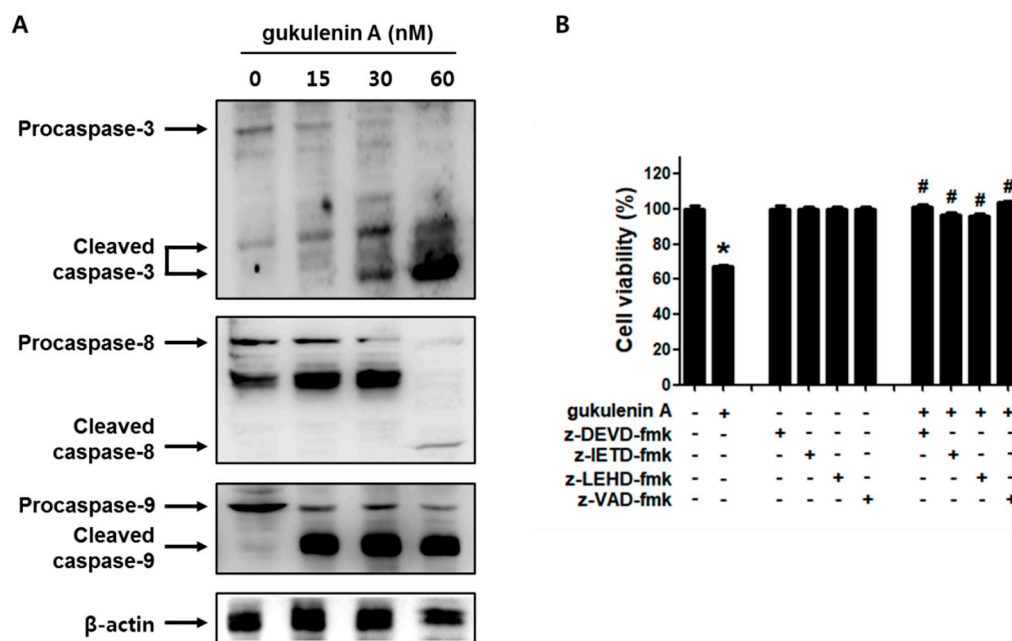 A
gukulenin A (nM)
0 15 30 60
Procaspase-3
Cleaved
caspase-3
Procaspase-8
Cleaved
caspase-8
Procaspase-9
Cleaved
caspase-9
β-actin
B
Cell viability (%)
120
100
80
60
40
20
0
*
# # # #
gukulenin A - + - - - - + + + +
z-DEVD-fmk - - + - - - + - - -
z-IETD-fmk - - - + - - - + - -
z-LEHD-fmk - - - - + - - - + -
z-VAD-fmk - - - - - + - - - +